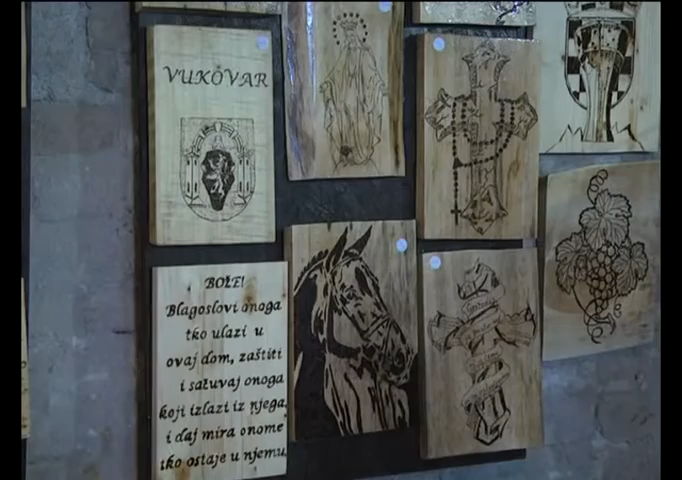 VUKOVAR
BOŽE!
Blagoslovi onoga
tko ulazi u
ovaj dom, zaštiti
i sačuvaj onoga
koji izlazi iz njega,
i daj mira onome
tko ostaje u njemu.